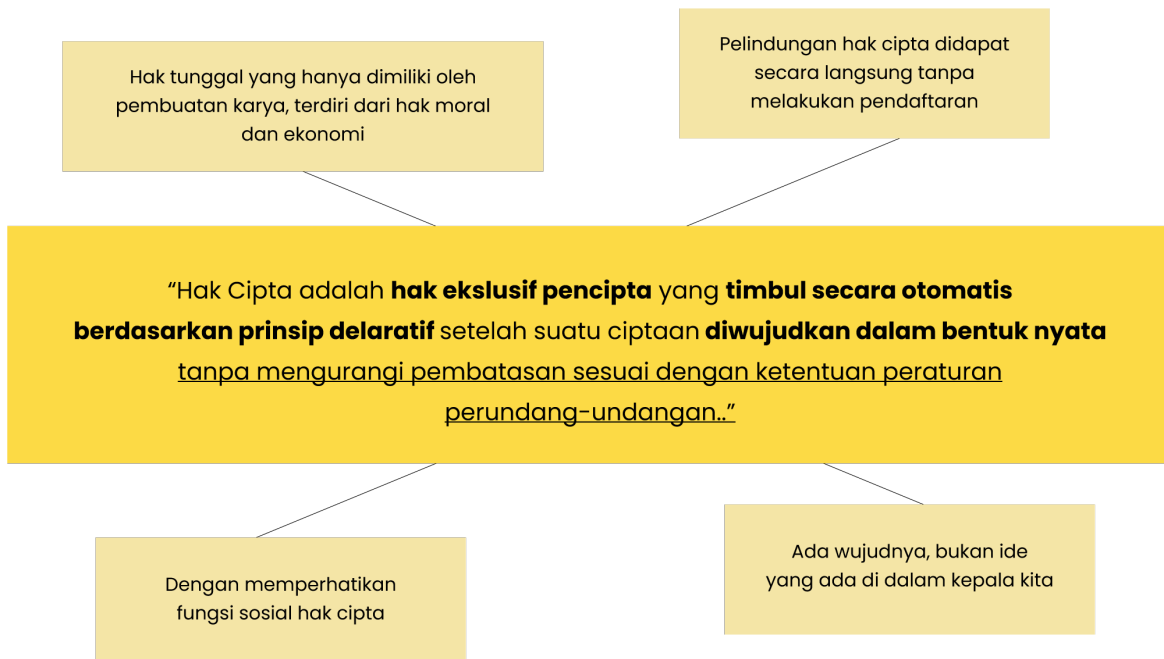 Hak tunggal yang hanya dimiliki oleh
pembuatan karya, terdiri dari hak moral
dan ekonomi
Pelindungan hak cipta didapat
secara langsung tanpa
melakukan pendaftaran
“Hak Cipta adalah hak ekslusif pencipta yang timbul secara otomatis
berdasarkan prinsip delaratif setelah suatu ciptaan diwujudkan dalam bentuk nyata
tanpa mengurangi pembatasan sesuai dengan ketentuan peraturan
perundang-undangan..”
Dengan memperhatikan
fungsi sosial hak cipta
Ada wujudnya, bukan ide
yang ada di dalam kepala kita